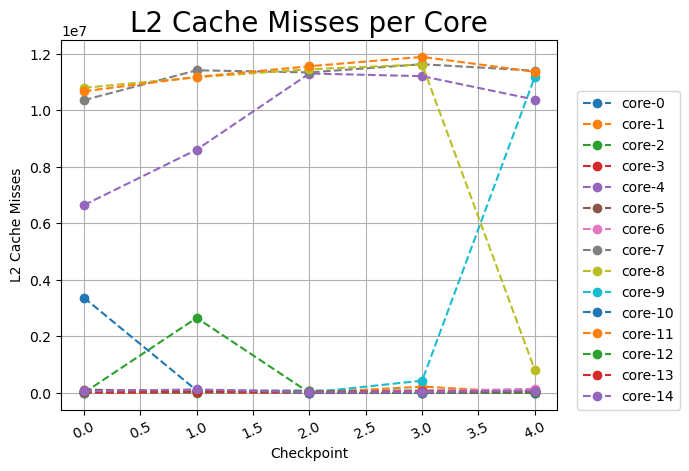 L2 Cache Misses per Core
1e7
1.2
1.0
0.8
0.6
0.4
0.2
0.0
L2 Cache Misses
0.0 0.5 1.0 1.5 2.0 2.5 3.0 3.5 4.0
Checkpoint
core-0
core-1
core-2
core-3
core-4
core-5
core-6
core-7
core-8
core-9
core-10
core-11
core-12
core-13
core-14